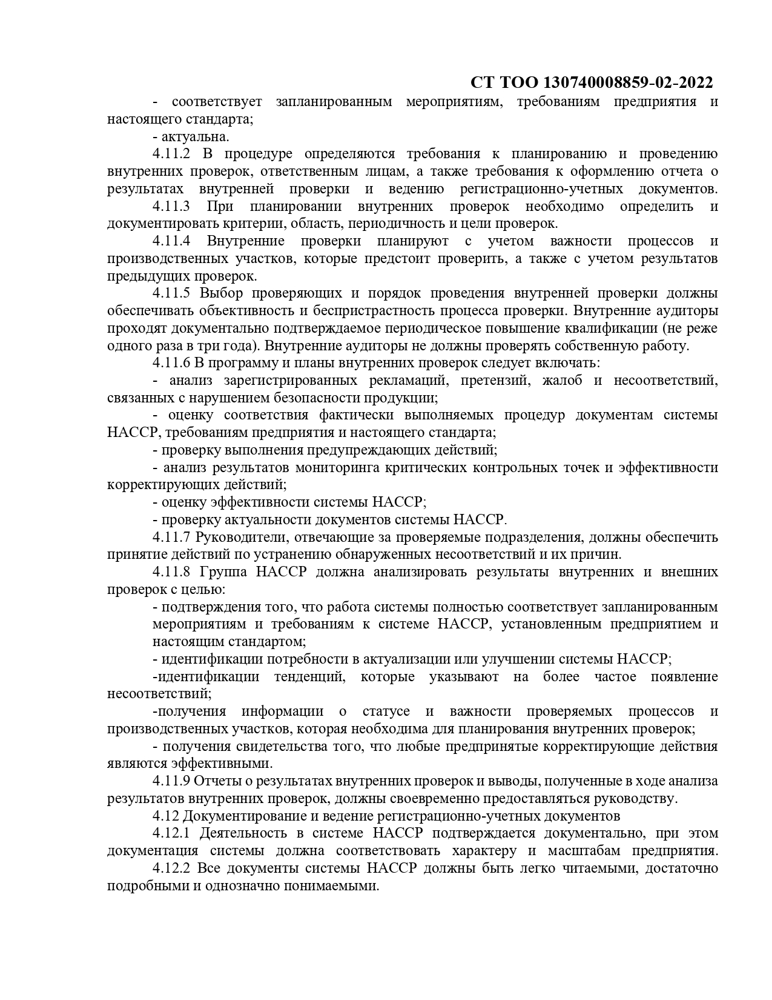 СТ ТОО 130740008859-02-2022
- соответствует запланированным мероприятиям, требованиям предприятия и
настоящего стандарта;
- актуальна.
4.11.2 В процедуре определяются требования к планированию и проведению
внутренних проверок, ответственным лицам, а также требования к оформлению отчета о
результатах внутренней проверки и ведению регистрационно-учетных документов.
4.11.3 При планировании внутренних проверок необходимо определить и
документировать критерии, область, периодичность и цели проверок.
4.11.4 Внутренние проверки планируют с учетом важности процессов и
производственных участков, которые предстоит проверить, а также с учетом результатов
предыдущих проверок.
4.11.5 Выбор проверяющих и порядок проведения внутренней проверки должны
обеспечивать объективность и беспристрастность процесса проверки. Внутренние аудиторы
проходят документально подтверждаемое периодическое повышение квалификации (не реже
одного раза в три года). Внутренние аудиторы не должны проверять собственную работу.
4.11.6 В программу и планы внутренних проверок следует включать:
- анализ зарегистрированных рекламаций, претензий, жалоб и несоответствий,
связанных с нарушением безопасности продукции;
- оценку соответствия фактически выполняемых процедур документам системы
НАССР, требованиям предприятия и настоящего стандарта;
- проверку выполнения предупреждающих действий;
- анализ результатов мониторинга критических контрольных точек и эффективности
корректирующих действий;
- оценку эффективности системы НАССР;
- проверку актуальности документов системы НАССР.
4.11.7 Руководители, отвечающие за проверяемые подразделения, должны обеспечить
принятие действий по устранению обнаруженных несоответствий и их причин.
4.11.8 Группа НАССР должна анализировать результаты внутренних и внешних
проверок с целью:
- подтверждения того, что работа системы полностью соответствует запланированным
мероприятиям и требованиям к системе НАССР, установленным предприятием и
настоящим стандартом;
- идентификации потребности в актуализации или улучшении системы НАССР;
-идентификации тенденций, которые указывают на более частое появление
несоответствий;
-получения информации о статусе и важности проверяемых процессов и
производственных участков, которая необходима для планирования внутренних проверок;
- получения свидетельства того, что любые предпринятые корректирующие действия
являются эффективными.
4.11.9 Отчеты о результатах внутренних проверок и выводы, полученные в ходе анализа
результатов внутренних проверок, должны своевременно предоставляться руководству.
4.12 Документирование и ведение регистрационно-учетных документов
4.12.1 Деятельность в системе НАССР подтверждается документально, при этом
документация системы должна соответствовать характеру и масштабам предприятия.
4.12.2 Все документы системы НАССР должны быть легко читаемыми, достаточно
подробными и однозначно понимаемыми.